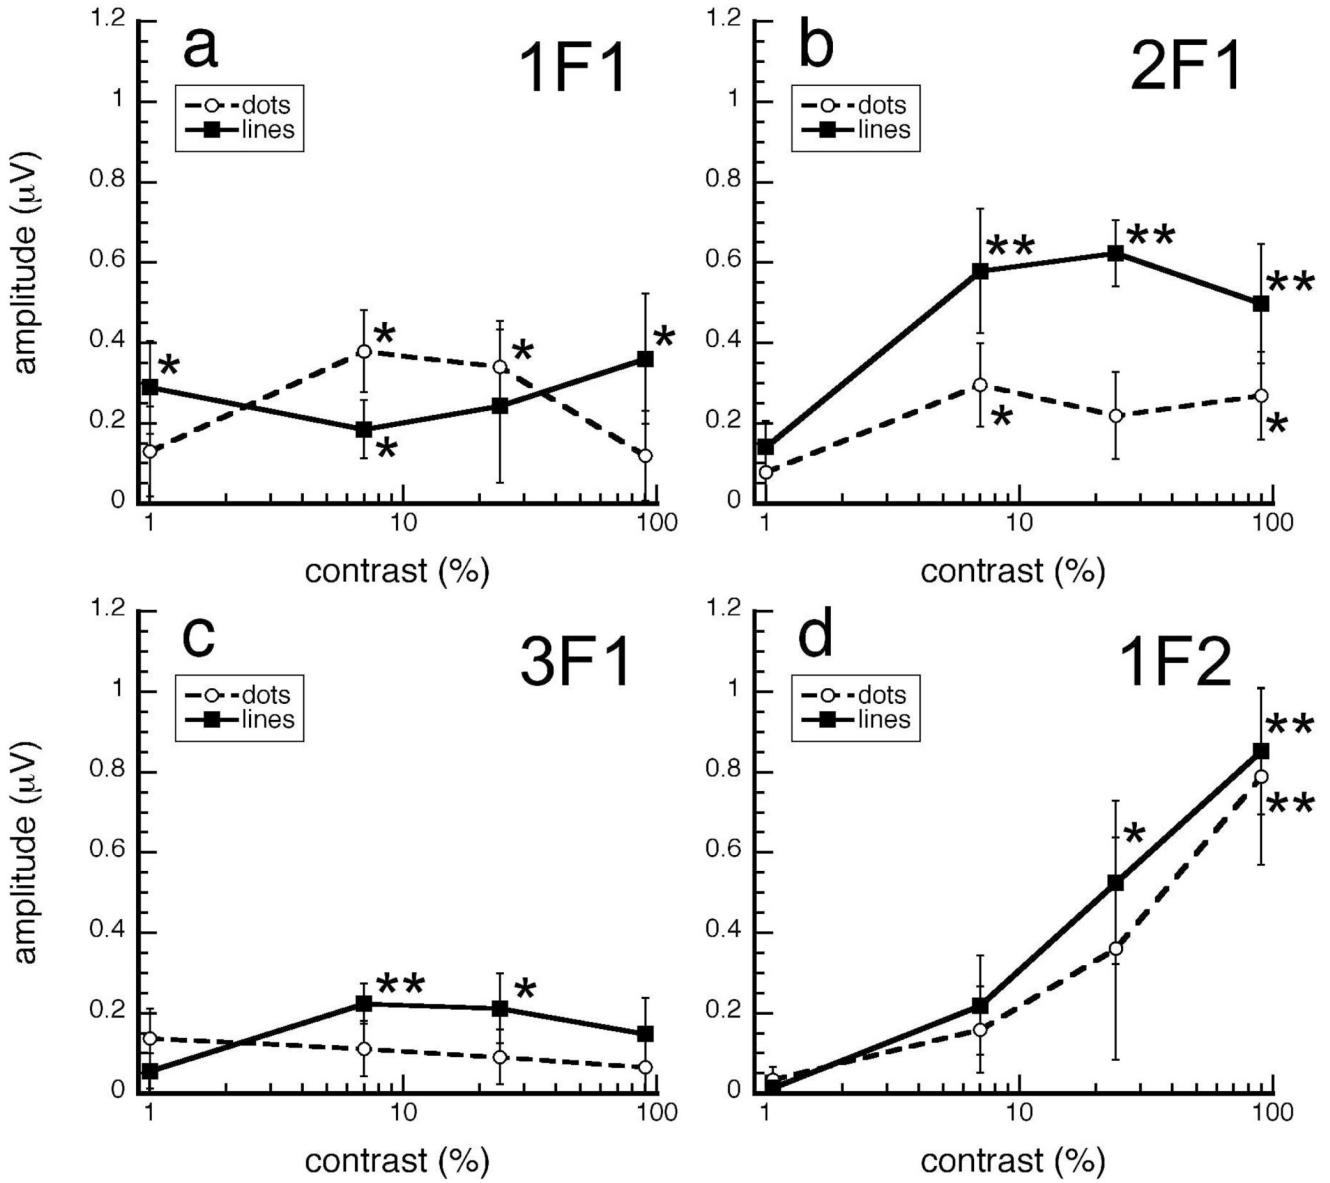 a
1F1
dots
lines
1.2
1
0.8
0.6
0.4
0.2
0
amplitude (μV)
*
*
*
*
*
1
10
100
contrast (%)
b
2F1
dots
lines
1.2
1
0.8
0.6
0.4
0.2
0
**
**
**
*
*
1
10
100
contrast (%)
c
3F1
dots
lines
1.2
1
0.8
0.6
0.4
0.2
0
amplitude (μV)
**
*
1
10
100
contrast (%)
d
1F2
dots
lines
1.2
1
0.8
0.6
0.4
0.2
0
**
**
*
1
10
100
contrast (%)